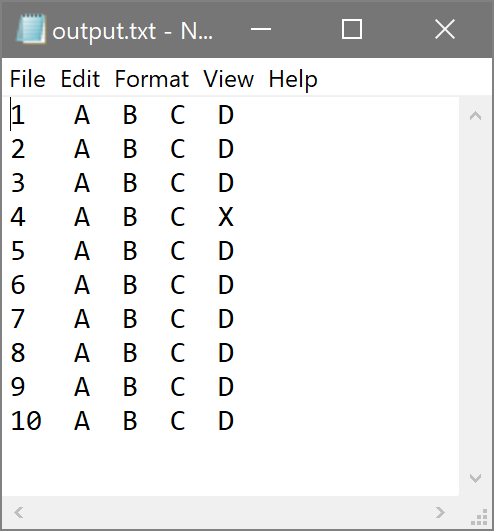 output.txt - N...
File Edit Format View Help
1   A  B  C  D
2   A  B  C  D
3   A  B  C  D
4   A  B  C  X
5   A  B  C  D
6   A  B  C  D
7   A  B  C  D
8   A  B  C  D
9   A  B  C  D
10  A  B  C  D